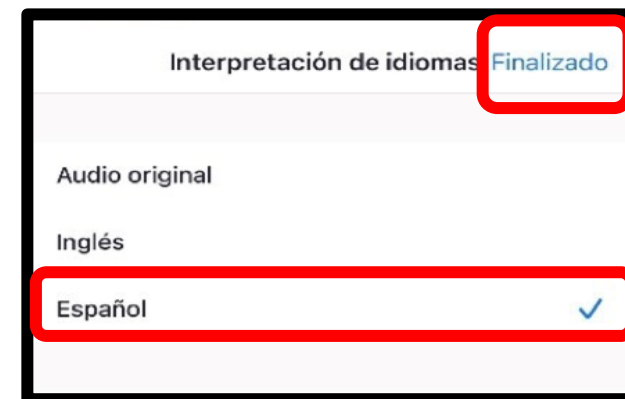 Interpretación de idiomas Finalizado
Audio original
Inglés
Español